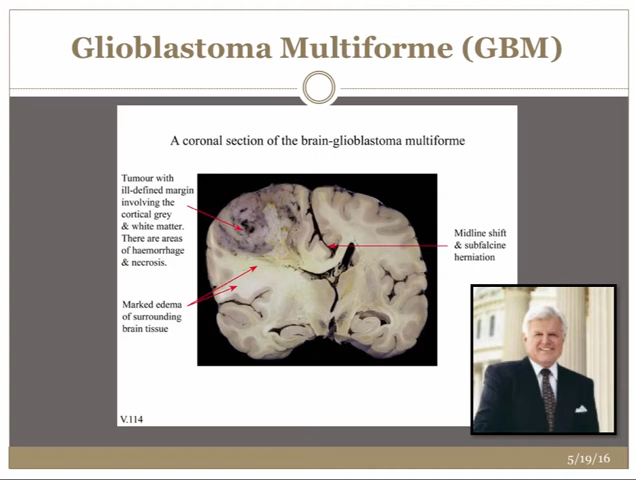 Glioblastoma Multiforme (GBM)
A coronal section of the brain-glioblastoma multiforme
Tumour with
ill-defined margin
involving the
cortical grey
& white matter.
There are areas
of haemorrhage
& necrosis.
Midline shift
& subfalcine
herniation
Marked edema
of surrounding
brain tissue
V.114
5/19/16